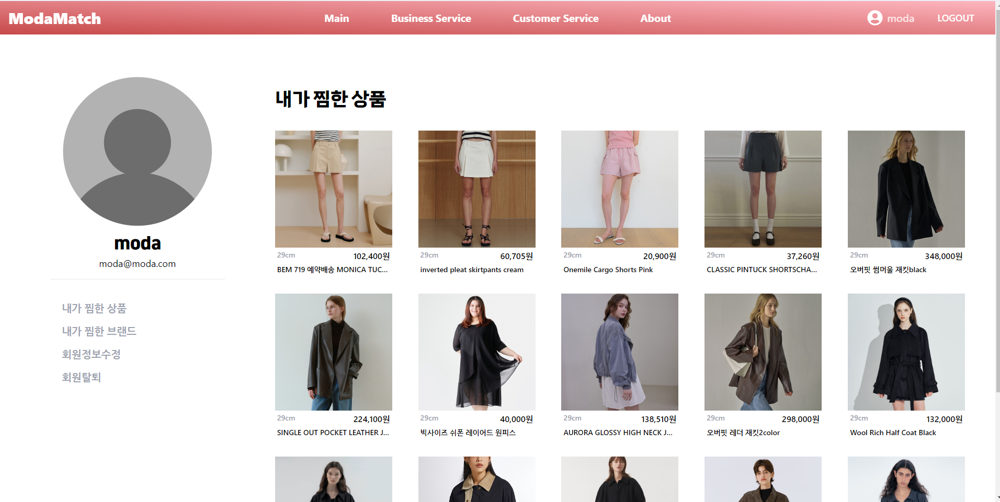 ModaMatch
Main
Business Service
Customer Service
About
moda
LOGOUT
moda
moda@moda.com
내가 찜한 상품
내가 찜한 브랜드
회원정보수정
회원탈퇴
내가 찜한 상품
29cm 102,400원
BEM 719 예약배송 MONICA TUC...
29cm 60,705원
inverted pleat skirtpants cream
29cm 20,900원
Onemile Cargo Shorts Pink
29cm 37,260원
CLASSIC PINTUCK SHORTSCHA...
29cm 348,000원
오버핏 썸머울 재킷black
29cm 224,100원
SINGLE OUT POCKET LEATHER J...
29cm 40,000원
빅사이즈 쉬폰 레이어드 원피스
29cm 138,510원
AURORA GLOSSY HIGH NECK J...
29cm 298,000원
오버핏 레더 재킷2color
29cm 132,000원
Wool Rich Half Coat Black